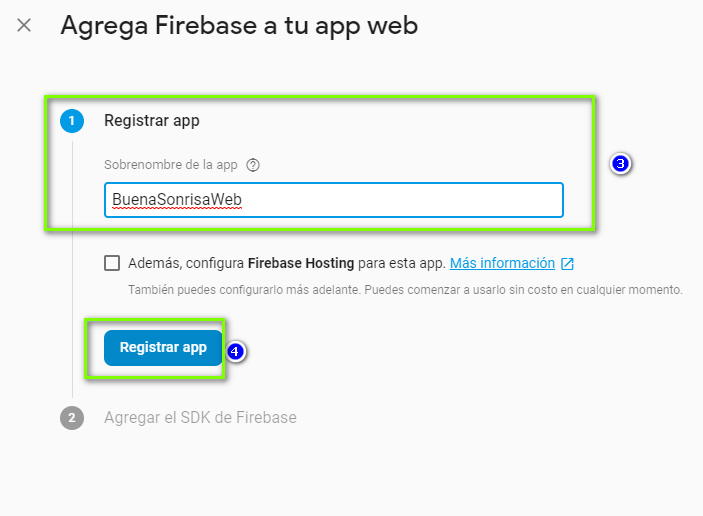 Agrega Firebase a tu app web
1 Registrar app
Sobrenombre de la app ?
BuenaSonrisaWeb
3
Además, configura Firebase Hosting para esta app. Más información
También puedes configurarlo más adelante. Puedes comenzar a usarlo sin costo en cualquier momento.
Registrar app
4
2 Agregar el SDK de Firebase